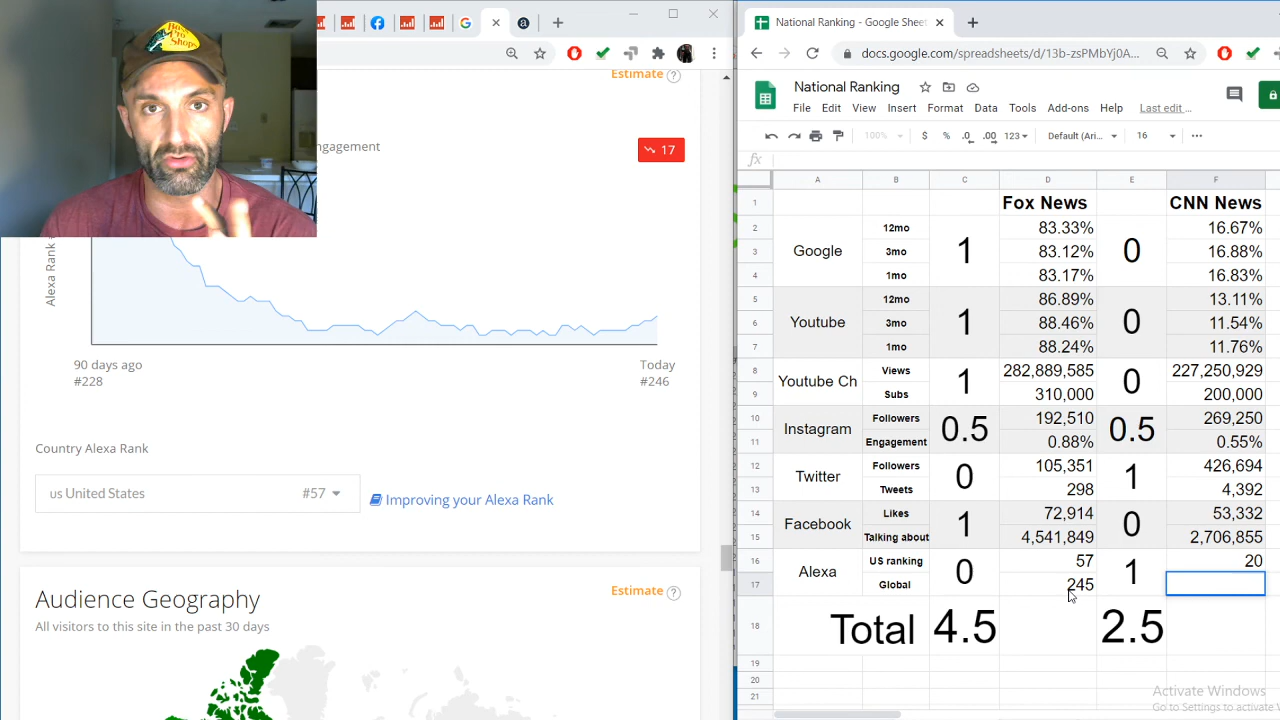 Bass Pro Shops
National Ranking - Google Sheet
docs.google.com/spreadsheets/d/13b-zsPMbYj0A...
National Ranking
File Edit View Insert Format Data Tools Add-ons Help Last edit ...
100% $ % .0 .00 123 Default (Ari... 16
fx
A B C D E F
1 Fox News CNN News
2 12mo 83.33% 16.67%
3 Google 3mo 1 83.12% 0 16.88%
4 1mo 83.17% 16.83%
5 12mo 86.89% 13.11%
6 Youtube 3mo 1 88.46% 0 11.54%
7 1mo 88.24% 11.76%
8 Youtube Ch Views 1 282,889,585 0 227,250,929
9 Subs 310,000 200,000
10 Instagram Followers 0.5 192,510 0.5 269,250
11 Engagement 0.88% 0.55%
12 Twitter Followers 0 105,351 1 426,694
13 Tweets 298 4,392
14 Facebook Likes 1 72,914 0 53,332
15 Talking about 4,541,849 2,706,855
16 Alexa US ranking 0 57 1 20
17 Global 245
18 Total 4.5 2.5
19
20
21
Activate Windows
Go to Settings to activate
Estimate ?
ngagement
17
Alexa Rank
90 days ago
#228
Today
#246
Country Alexa Rank
us United States #57
Improving your Alexa Rank
Audience Geography
Estimate ?
All visitors to this site in the past 30 days